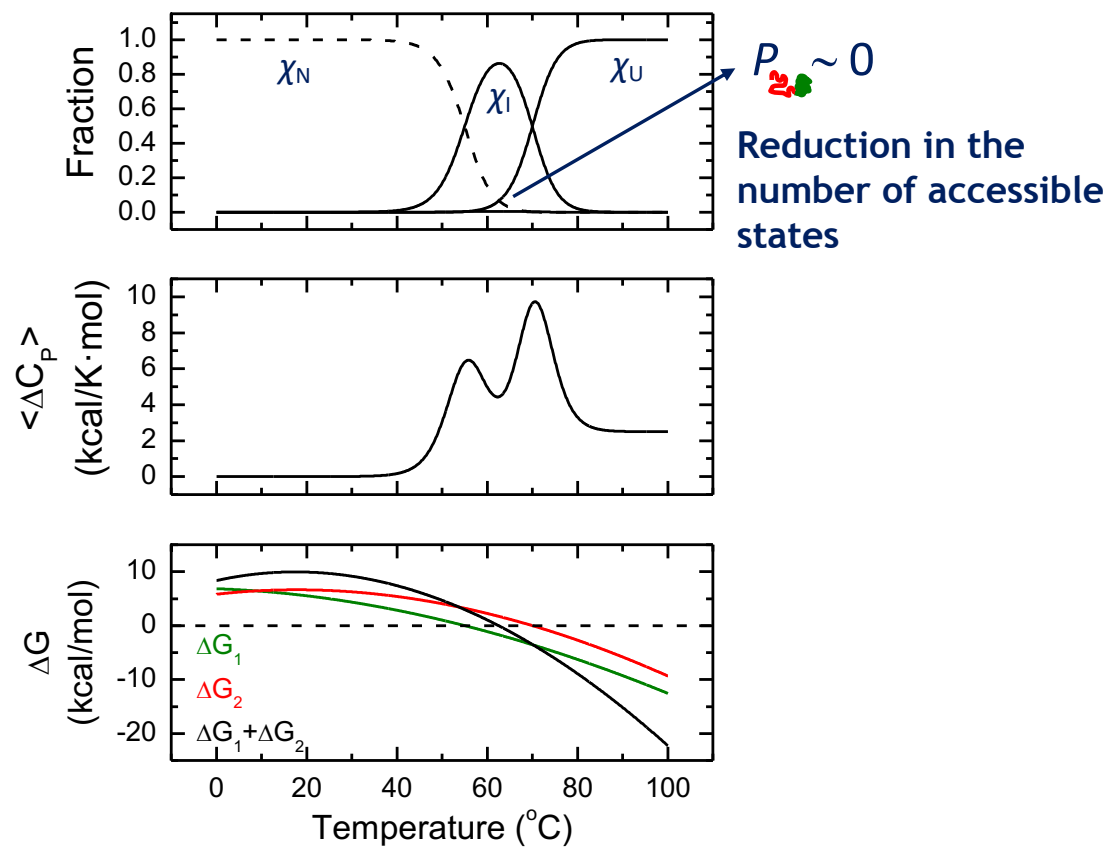 1.0
0.8
0.6
0.4
0.2
0.0
Fraction
χN
χI
χU
P ~ 0
Reduction in the
number of accessible
states
10
8
6
4
2
0
<ΔC_P>
(kcal/K·mol)
10
0
-10
-20
ΔG
(kcal/mol)
ΔG₁
ΔG₂
ΔG₁+ΔG₂
0 20 40 60 80 100
Temperature (°C)